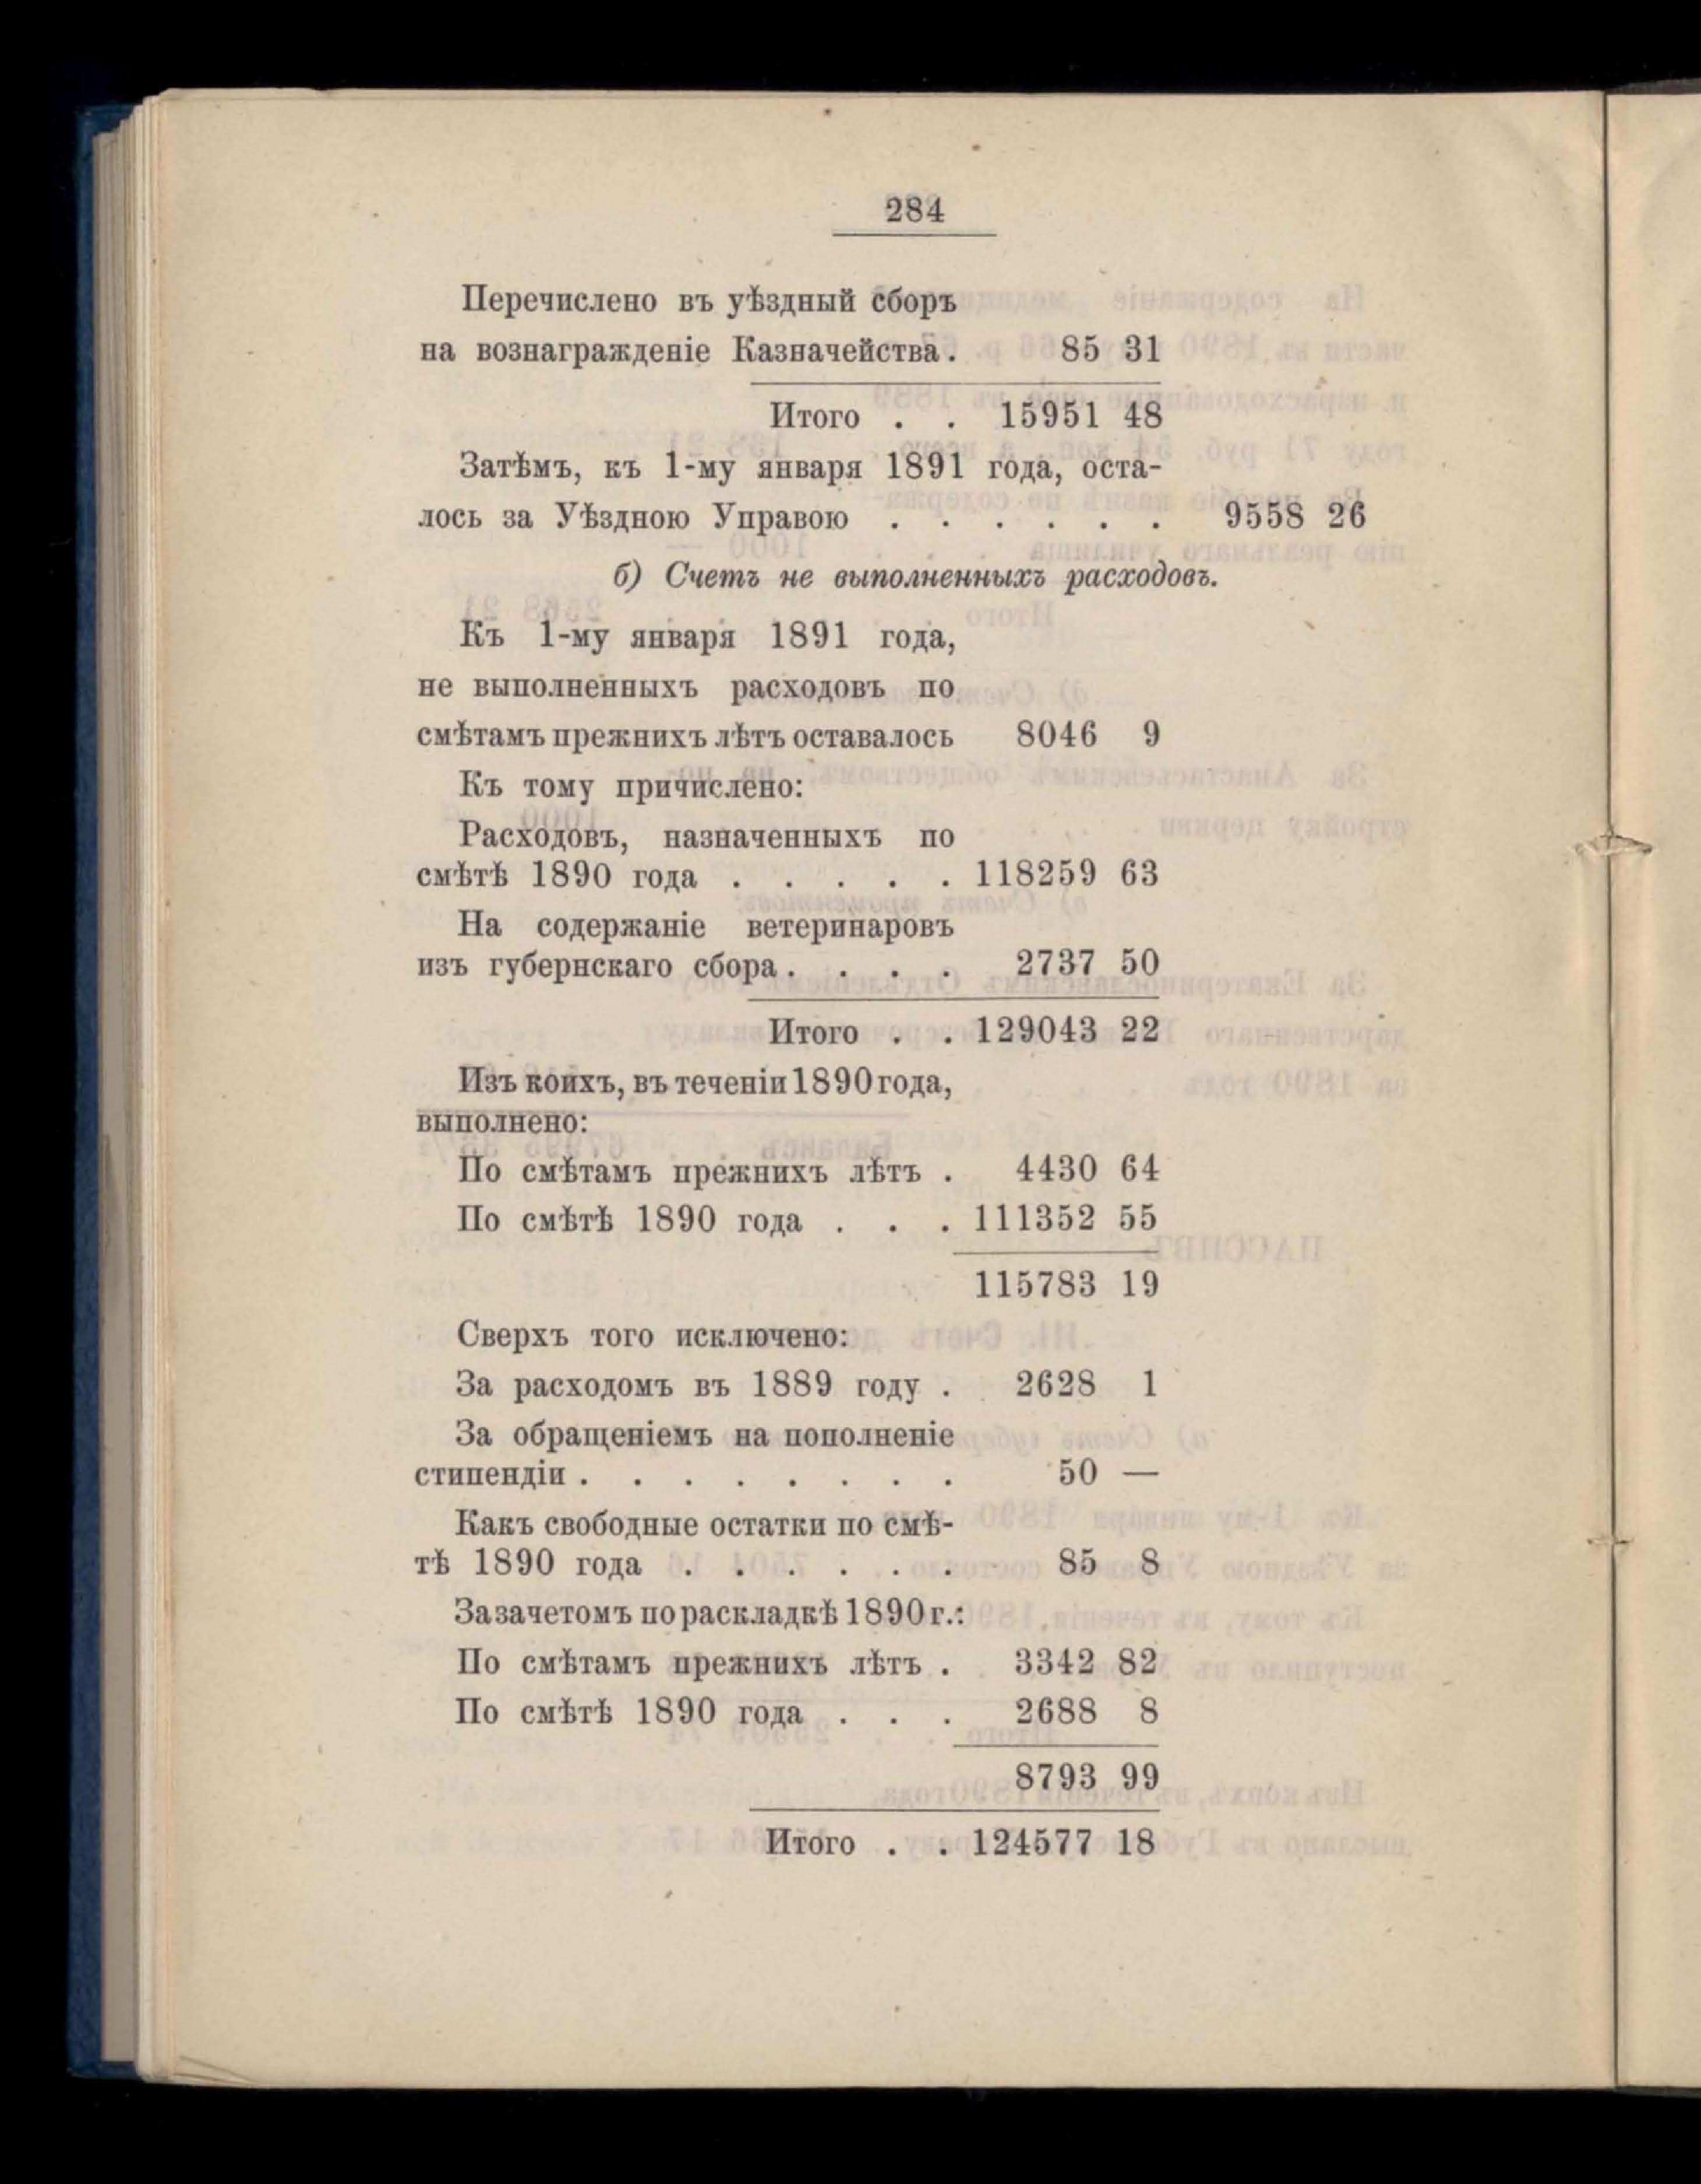 284
Перечислено въ уѣздный сборъ
на вознагражденіе Казначейства. 85 31
Итого . . 15951 48
Затѣмъ, къ 1-му января 1891 года, оста-
лось за Уѣздною Управою . . . . . . 9558 26
б) Счетъ не выполненныхъ расходовъ.
Къ 1-му января 1891 года,
не выполненныхъ расходовъ по
смѣтамъ прежнихъ лѣтъ оставалось 8046 9
Къ тому причислено:
Расходовъ, назначенныхъ по
смѣтѣ 1890 года . . . . . 118259 63
На содержаніе ветеринаровъ
изъ губернскаго сбора . . . . 2737 50
Итого . . 129043 22
Изъ коихъ, въ теченіи 1890 года,
выполнено:
По смѣтамъ прежнихъ лѣтъ . 4430 64
По смѣтѣ 1890 года . . . 111352 55
115783 19
Сверхъ того исключено:
За расходомъ въ 1889 году . 2628 1
За обращеніемъ на пополненіе
стипендіи . . . . . . . . 50 —
Какъ свободные остатки по смѣ-
тѣ 1890 года . . . . . . 85 8
За зачетомъ по раскладкѣ 1890 г.:
По смѣтамъ прежнихъ лѣтъ . 3342 82
По смѣтѣ 1890 года . . . 2688 8
8793 99
Итого . . 124577 18